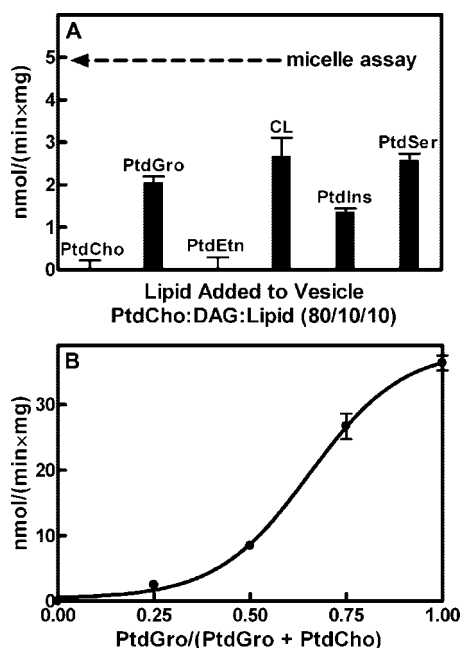 A
micelle assay
nmol/(min×mg)
5
4
3
2
1
0
PtdCho
PtdGro
PtdEtn
CL
PtdIns
PtdSer
Lipid Added to Vesicle
PtdCho:DAG:Lipid (80/10/10)
B
nmol/(min×mg)
30
20
10
0
0.00 0.25 0.50 0.75 1.00
PtdGro/(PtdGro + PtdCho)